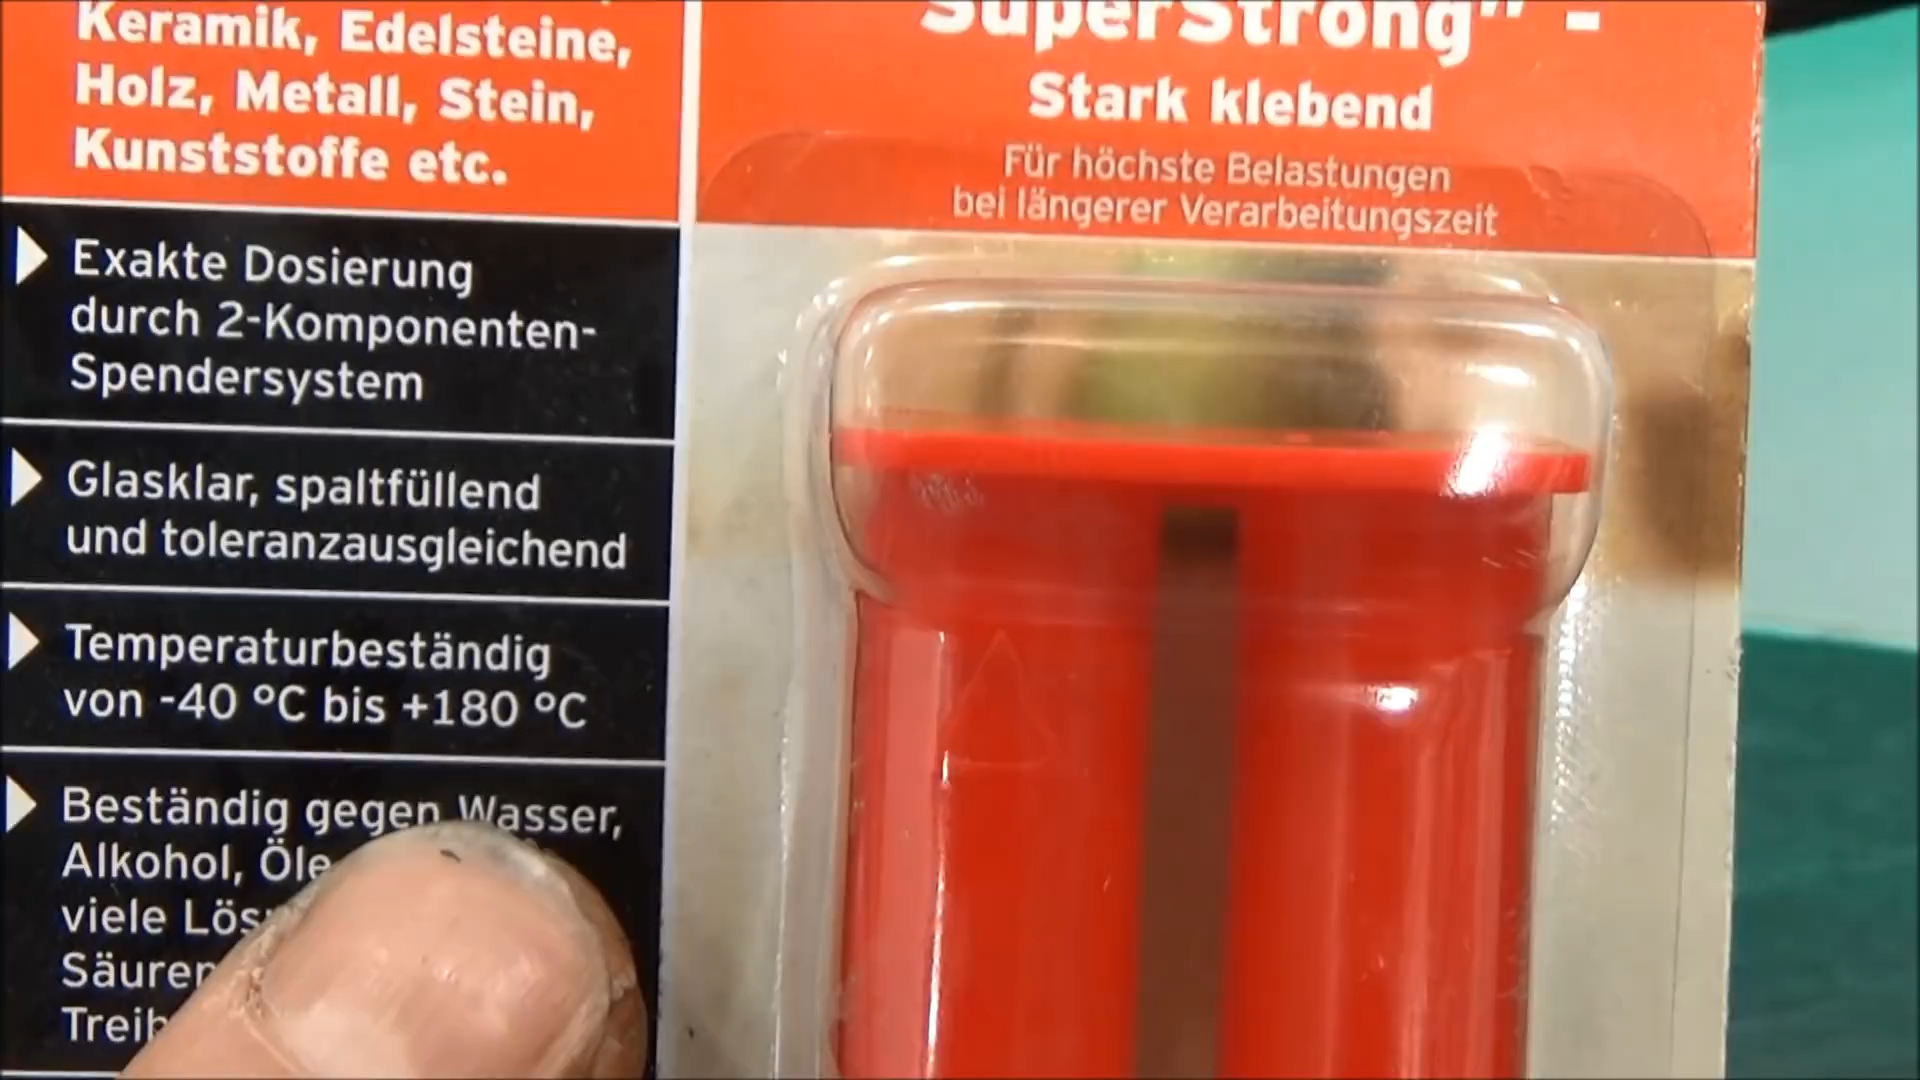 Keramik, Edelsteine,
Holz, Metall, Stein,
Kunststoffe etc.
Exakte Dosierung
durch 2-Komponenten-
Spendersystem
Glasklar, spaltfüllend
und toleranzausgleichend
Temperaturbeständig
von -40 °C bis +180 °C
Beständig gegen Wasser,
Alkohol, Öle
viele
Säuren
SuperStrong" -
Stark klebend
Für höchste Belastungen
bei längerer Verarbeitungszeit